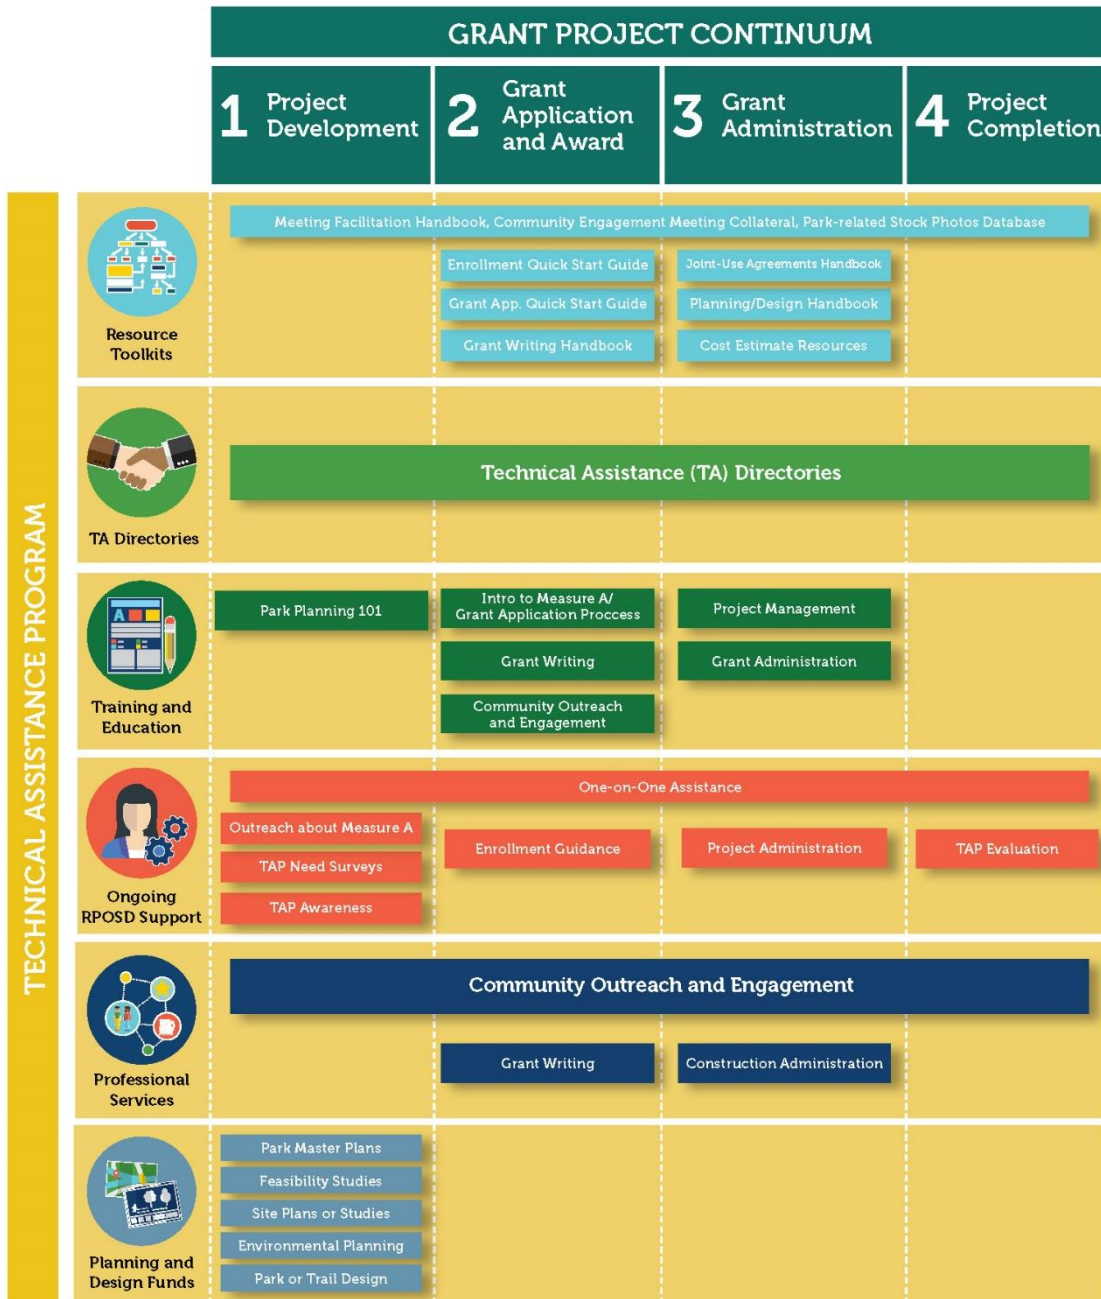 GRANT PROJECT CONTINUUM
1 Project
Development
2 Grant
Application
and Award
3 Grant
Administration
4 Project
Completion
TECHNICAL ASSISTANCE PROGRAM
Resource
Toolkits
Meeting Facilitation Handbook, Community Engagement Meeting Collateral, Park-related Stock Photos Database
Enrollment Quick Start Guide
Grant App. Quick Start Guide
Grant Writing Handbook
Joint-Use Agreements Handbook
Planning/Design Handbook
Cost Estimate Resources
TA Directories
Technical Assistance (TA) Directories
A
Training and
Education
Park Planning 101
Intro to Measure A/
Grant Application Proccess
Grant Writing
Community Outreach
and Engagement
Project Management
Grant Administration
Ongoing
RPOSD Support
One-on-One Assistance
Outreach about Measure A
TAP Need Surveys
TAP Awareness
Enrollment Guidance
Project Administration
TAP Evaluation
Professional
Services
Community Outreach and Engagement
Grant Writing
Construction Administration
Planning and
Design Funds
Park Master Plans
Feasibility Studies
Site Plans or Studies
Environmental Planning
Park or Trail Design